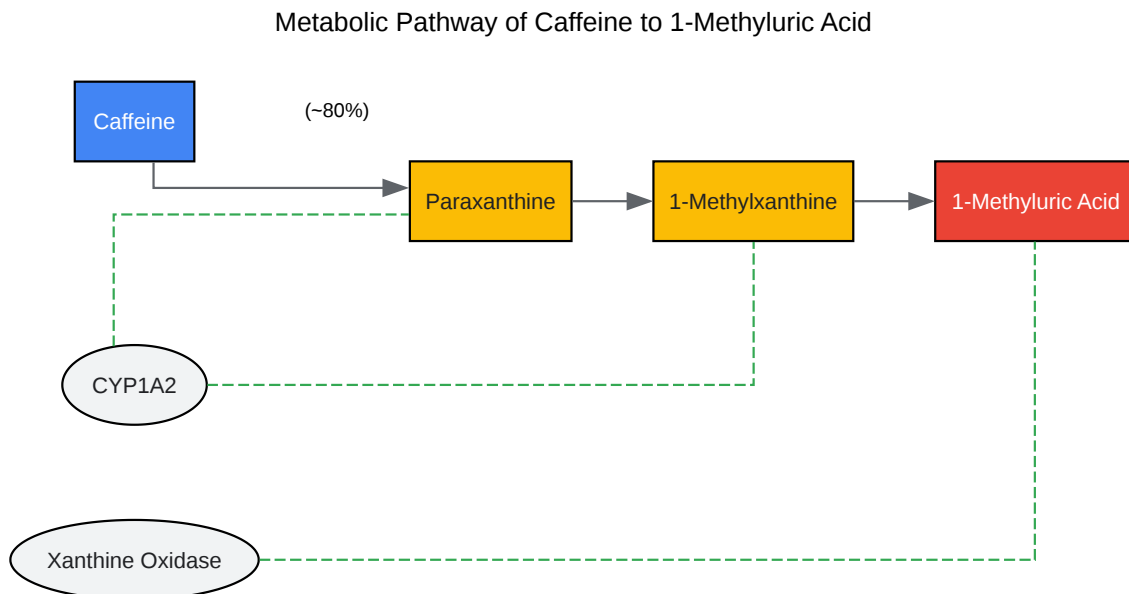 Metabolic Pathway of Caffeine to 1-Methyluric Acid
Caffeine
(~80%)
Paraxanthine
1-Methylxanthine
1-Methyluric Acid
CYP1A2
Xanthine Oxidase